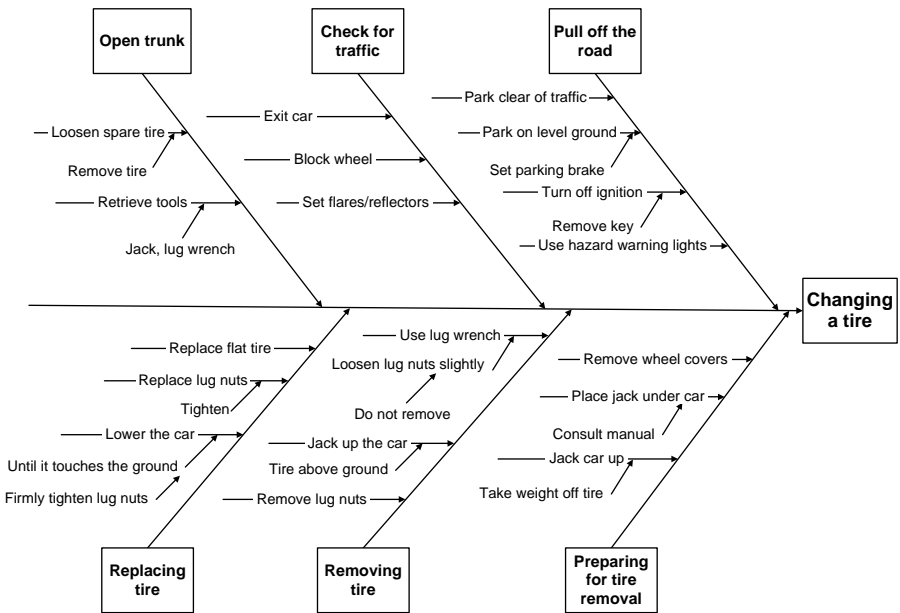 Open trunk
Check for
traffic
Pull off the
road
Loosen spare tire
Remove tire
Retrieve tools
Jack, lug wrench
Exit car
Block wheel
Set flares/reflectors
Park clear of traffic
Park on level ground
Set parking brake
Turn off ignition
Remove key
Use hazard warning lights
Changing
a tire
Replace flat tire
Replace lug nuts
Tighten
Lower the car
Until it touches the ground
Firmly tighten lug nuts
Use lug wrench
Loosen lug nuts slightly
Do not remove
Jack up the car
Tire above ground
Remove lug nuts
Remove wheel covers
Place jack under car
Consult manual
Jack car up
Take weight off tire
Replacing
tire
Removing
tire
Preparing
for tire
removal